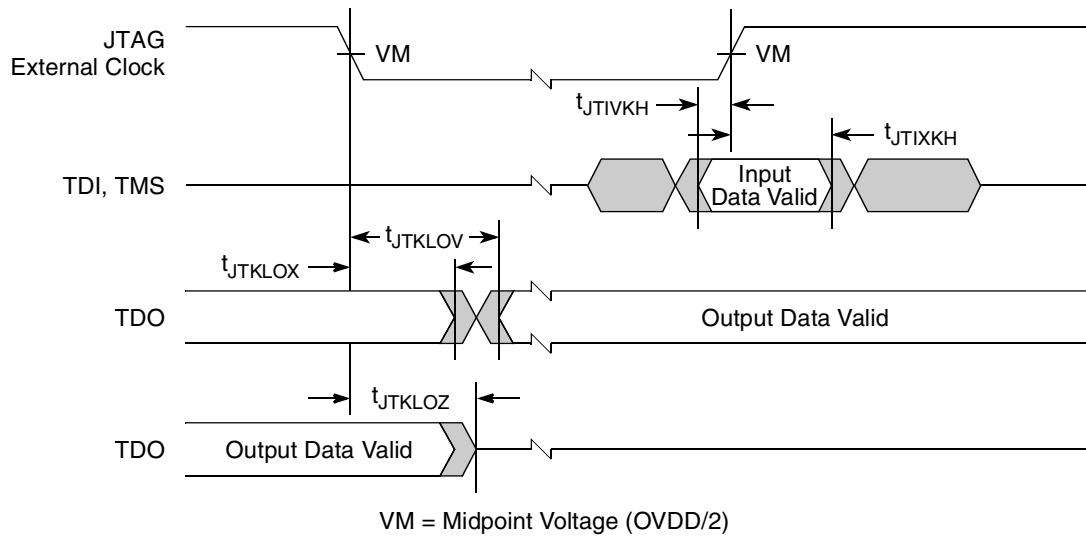 JTAG
External Clock
VM
VM
tJTIVKH
tJTIXKH
TDI, TMS
Input
Data Valid
tJTKLOV
tJTKLOX
TDO
Output Data Valid
tJTKLOZ
TDO
Output Data Valid
VM = Midpoint Voltage (OVDD/2)